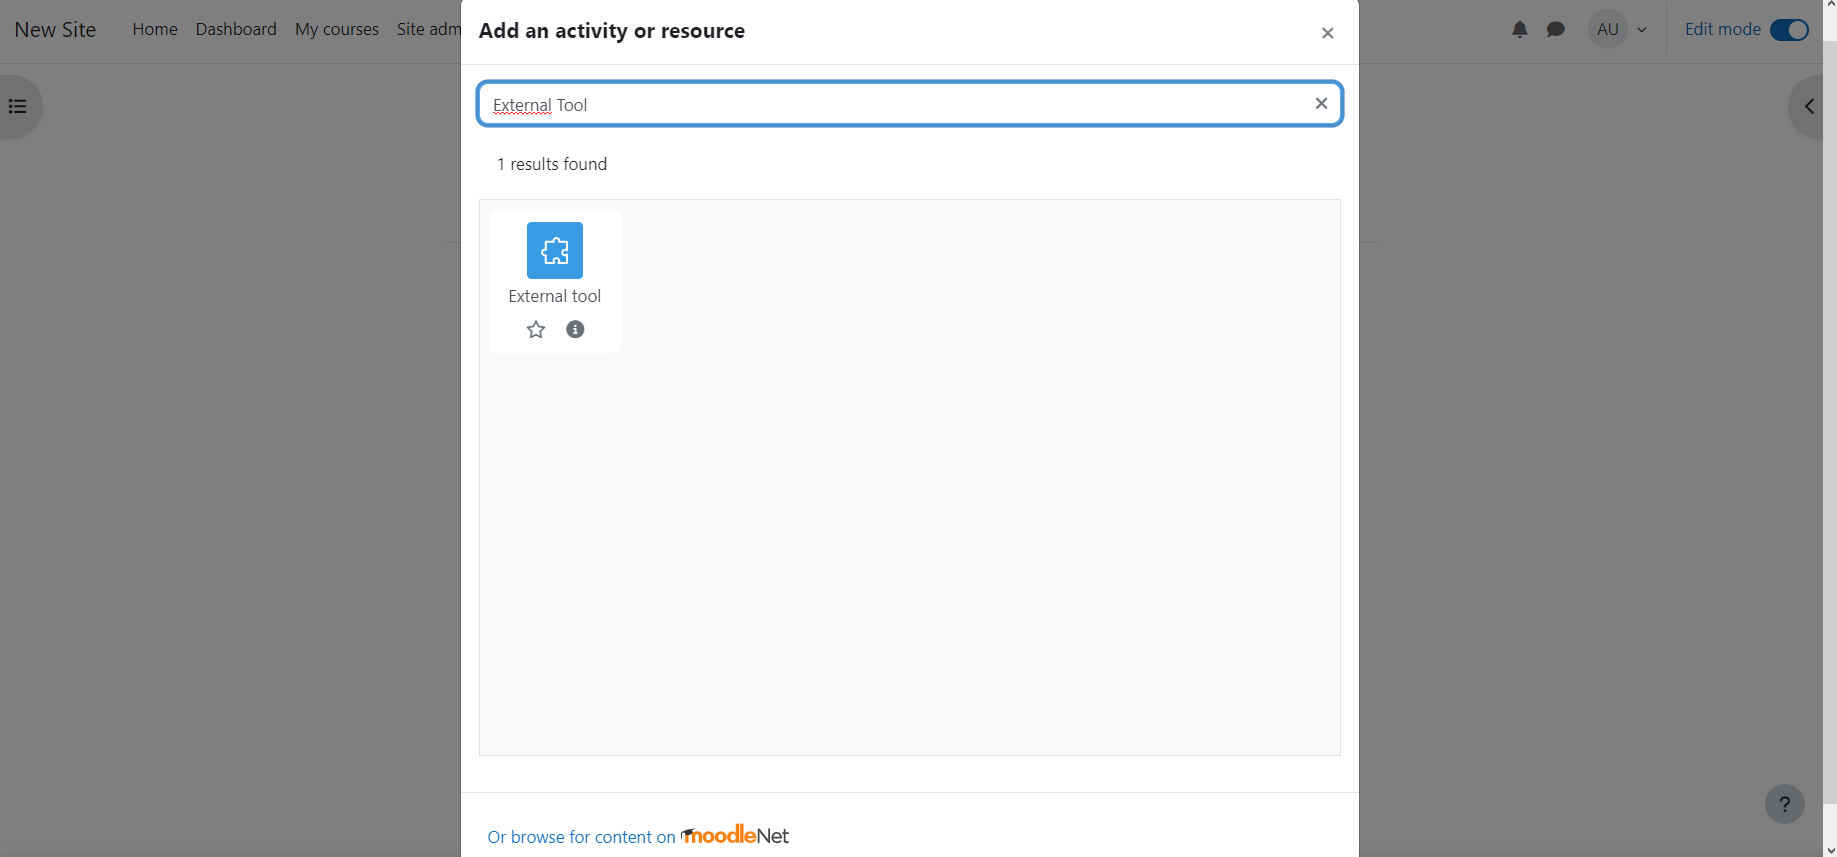 New Site Home Dashboard My courses Site adm
AU Edit mode
Add an activity or resource
External Tool
1 results found
External tool
Or browse for content on moodleNet
?